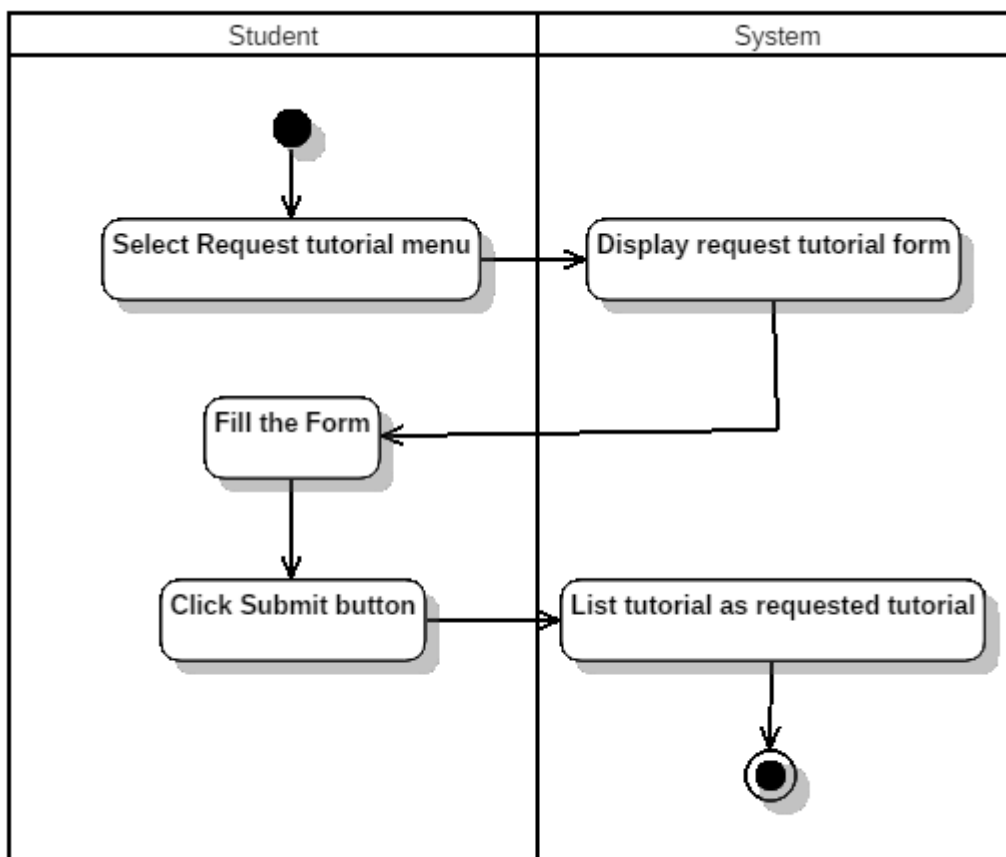 Student
System
Select Request tutorial menu
Display request tutorial form
Fill the Form
Click Submit button
List tutorial as requested tutorial